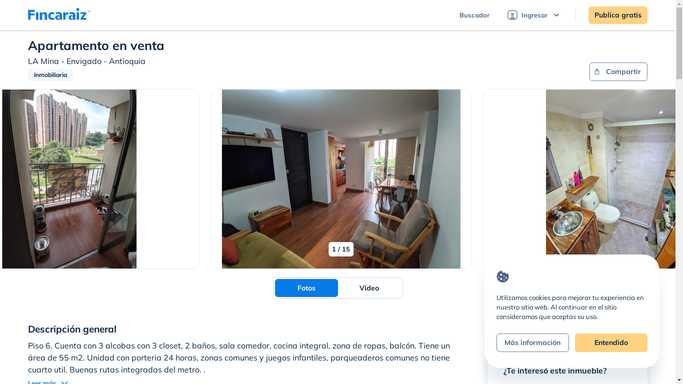 Fincaraiz
Buscador
Ingresar
Publica gratis
Apartamento en venta
LA Mina - Envigado - Antioquia
Inmobiliaria
Compartir
1 / 15
Fotos
Video
Utilizamos cookies para mejorar tu experiencia en
nuestro sitio web. Al continuar en el sitio
consideramos que aceptas su uso.
Más información
Entendido
Descripción general
Piso 6. Cuenta con 3 alcobas con 3 closet, 2 baños, sala comedor, cocina integral, zona de ropas, balcón. Tiene un
área de 55 m2. Unidad con porteria 24 horas, zonas comunes y juegos infantiles, parqueaderos comunes no tiene
cuarto util. Buenas rutas integrados del metro. .
Leer más
¿Te interesó este inmueble?